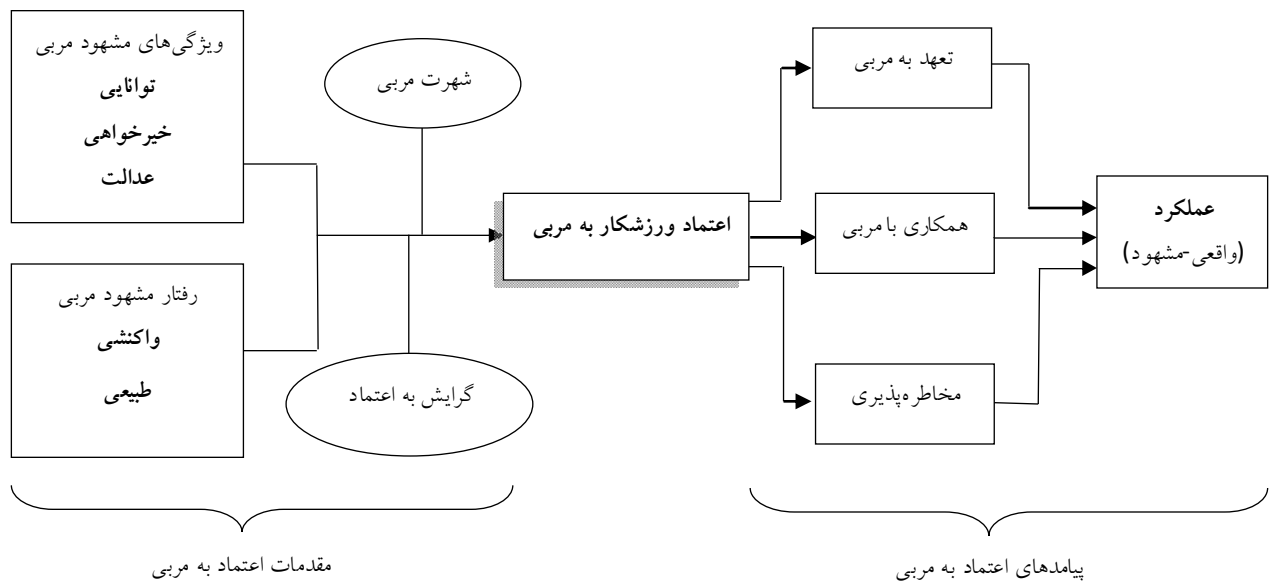 ویژگی‌های مشهود مربی
توانایی
خیرخواهی
عدالت
رفتار مشهود مربی
واکنشی
طبیعی
شهرت مربی
گرایش به اعتماد
اعتماد ورزشکار به مربی
تعهد به مربی
همکاری با مربی
مخاطره‌پذیری
عملکرد
(واقعی-مشهود)
مقدمات اعتماد به مربی
پیامدهای اعتماد به مربی